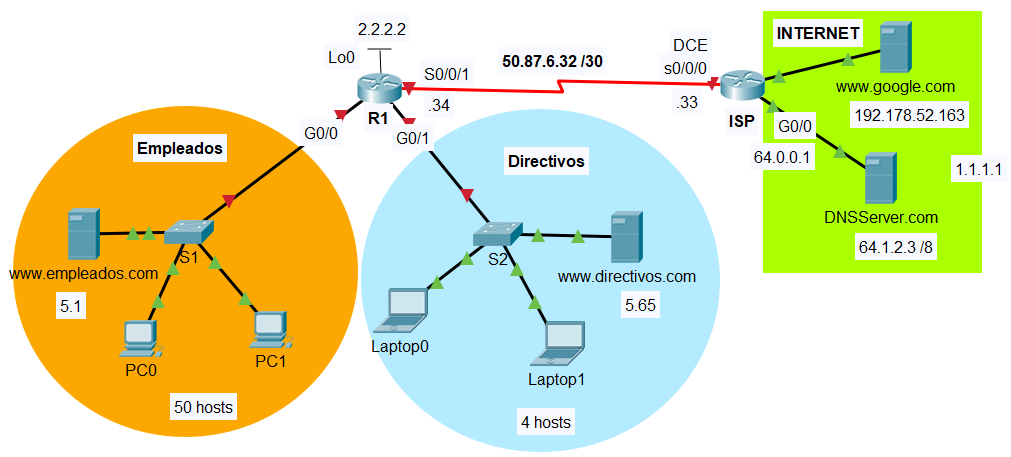 2.2.2.2
Lo0
R1
S0/0/1
.34
G0/0
G0/1
50.87.6.32 /30
DCE
s0/0/0
.33
ISP
INTERNET
www.google.com
192.178.52.163
G0/0
64.0.0.1
1.1.1.1
DNSServer.com
64.1.2.3 /8
Empleados
S1
www.empleados.com
5.1
PC0
PC1
50 hosts
Directivos
S2
www.directivos.com
5.65
Laptop0
Laptop1
4 hosts